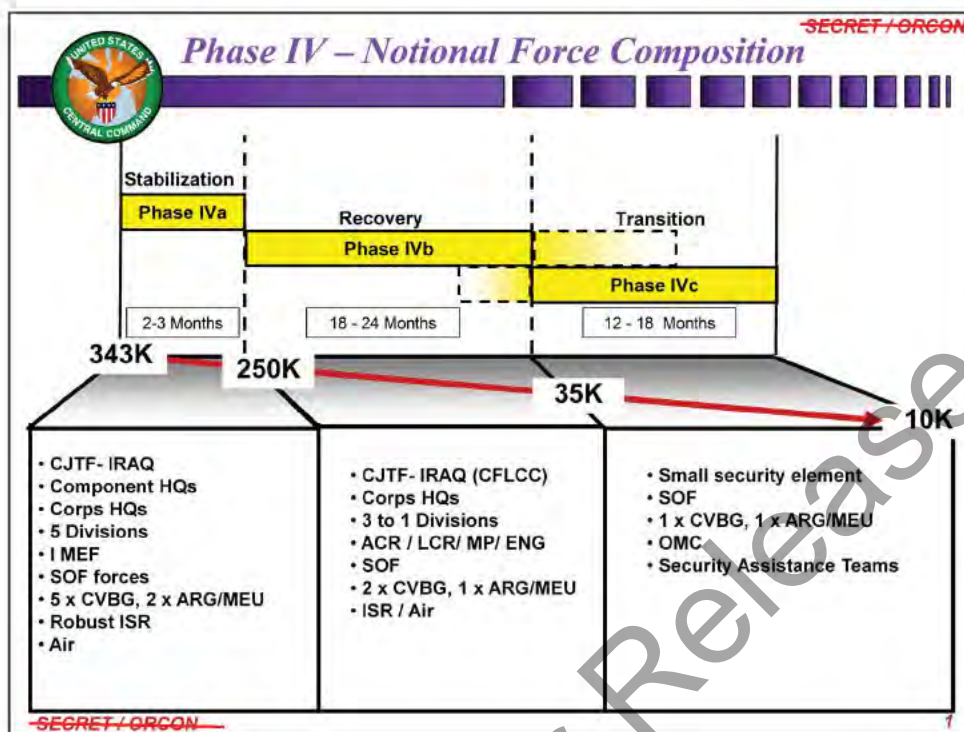 SECRET / ORCON
Phase IV – Notional Force Composition
UNITED STATES
CENTRAL COMMAND
Stabilization
Phase IVa
Recovery
Transition
Phase IVb
Phase IVc
2-3 Months
18 - 24 Months
12 - 18 Months
343K
250K
35K
10K
• CJTF- IRAQ
• Component HQs
• Corps HQs
• 5 Divisions
• I MEF
• SOF forces
• 5 x CVBG, 2 x ARG/MEU
• Robust ISR
• Air
• CJTF- IRAQ (CFLCC)
• Corps HQs
• 3 to 1 Divisions
• ACR / LCR/ MP/ ENG
• SOF
• 2 x CVBG, 1 x ARG/MEU
• ISR / Air
• Small security element
• SOF
• 1 x CVBG, 1 x ARG/MEU
• OMC
• Security Assistance Teams
Release
SECRET / ORCON
1